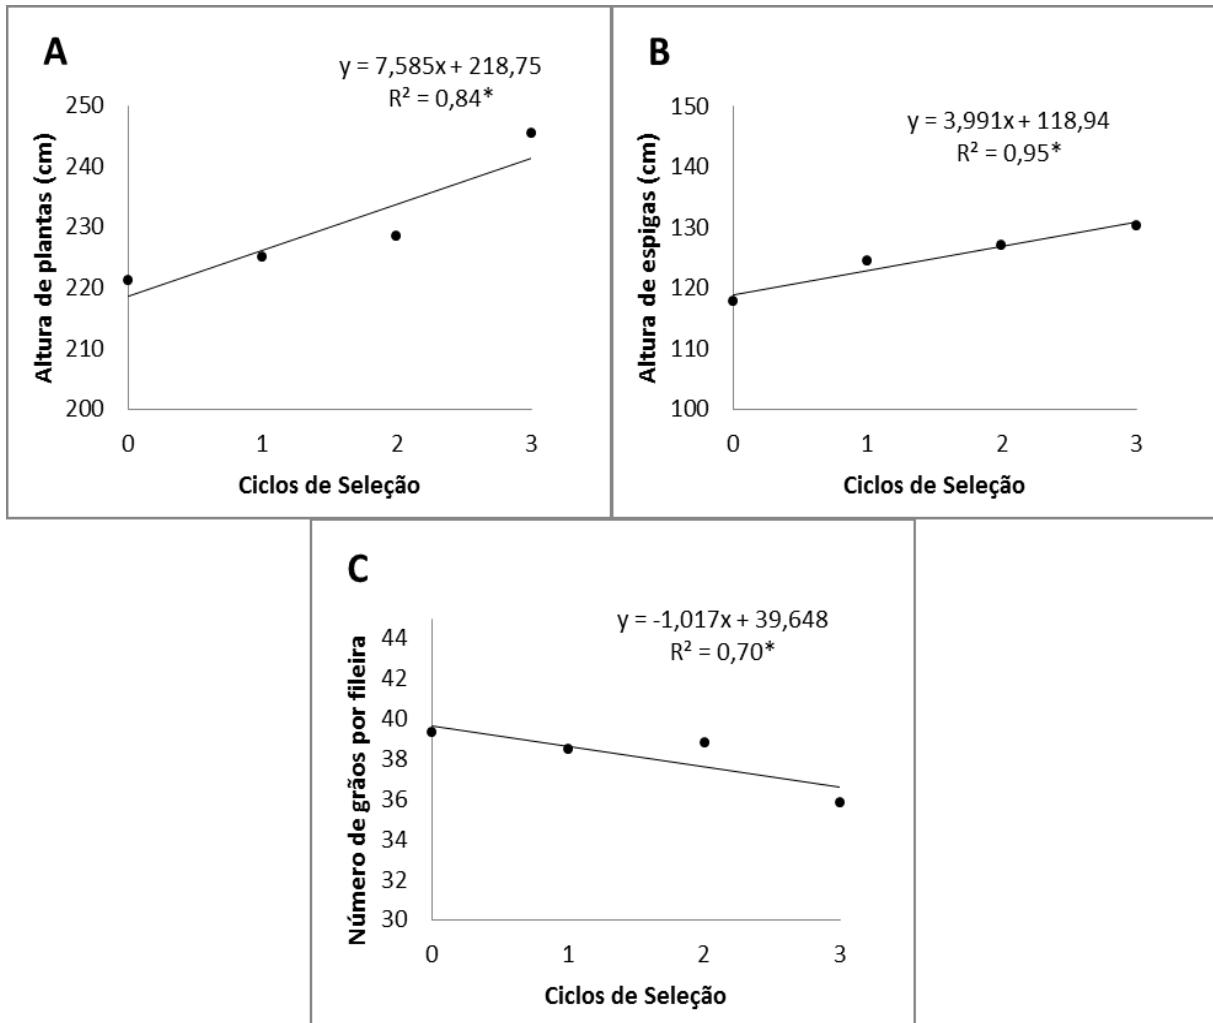 A
y = 7,585x + 218,75
R² = 0,84*
Altura de plantas (cm)
250
240
230
220
210
200
0 1 2 3
Ciclos de Seleção
B
y = 3,991x + 118,94
R² = 0,95*
Altura de espigas (cm)
150
140
130
120
110
100
0 1 2 3
Ciclos de Seleção
C
y = -1,017x + 39,648
R² = 0,70*
Número de grãos por fileira
44
42
40
38
36
34
32
30
0 1 2 3
Ciclos de Seleção